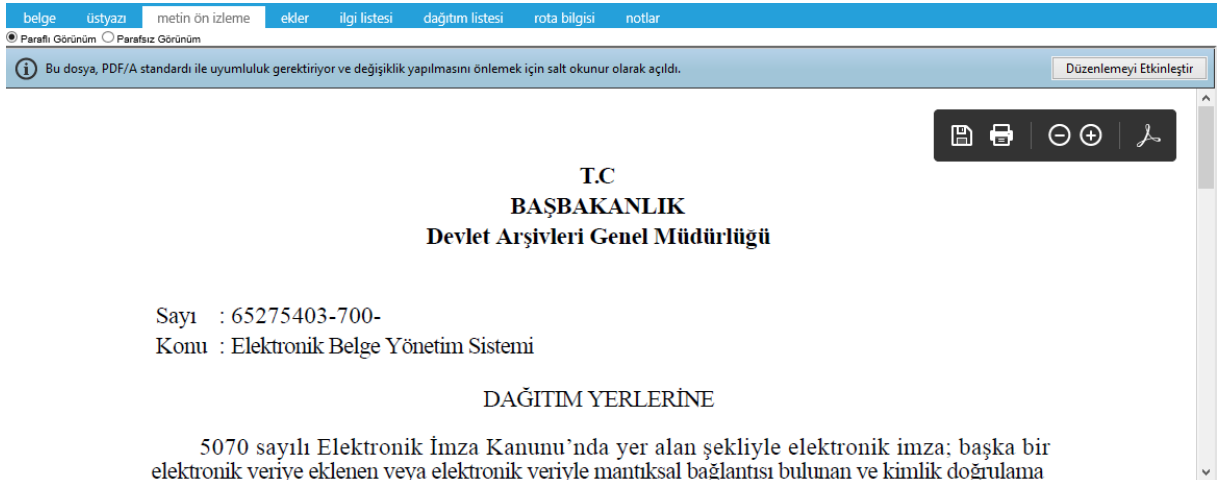 belge üstyazı metin ön izleme ekler ilgi listesi dağıtım listesi rota bilgisi notlar
Paraflı Görünüm Parafsız Görünüm
Bu dosya, PDF/A standardı ile uyumluluk gerektiriyor ve değişiklik yapılmasını önlemek için salt okunur olarak açıldı. Düzenlemeyi Etkinleştir
T.C
BAŞBAKANLIK
Devlet Arşivleri Genel Müdürlüğü
Sayı : 65275403-700-
Konu : Elektronik Belge Yönetim Sistemi
DAĞITIM YERLERİNE
5070 sayılı Elektronik İmza Kanunu’nda yer alan şekliyle elektronik imza; başka bir
elektronik veriye eklenen veya elektronik veriyle mantıksal bağlantısı bulunan ve kimlik doğrulama